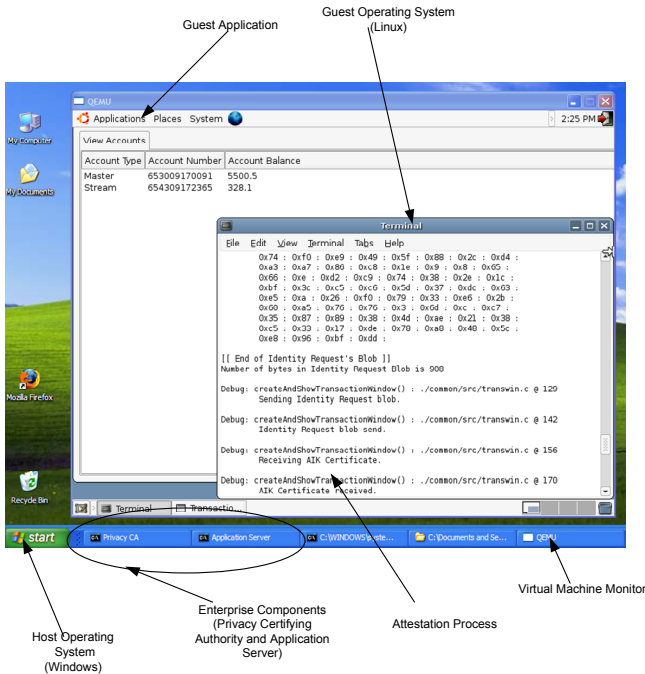 Guest Application
Guest Operating System
(Linux)
QEMU
Applications Places System
2:25 PM
My Computer
View Accounts
Account Type Account Number Account Balance
Master 653009170091 5500.5
Stream 654309172365 328.1
My Documents
Terminal
File Edit View Terminal Tabs Help
0x74 : 0xf0 : 0xe9 : 0x49 : 0x5f : 0x88 : 0x2c : 0xd4 :
0xa3 : 0xa7 : 0x86 : 0xc8 : 0x1e : 0x9 : 0x8 : 0x65 :
0x66 : 0xe : 0xd2 : 0xc9 : 0x74 : 0x38 : 0x2e : 0x1c :
0xbf : 0x3c : 0xc5 : 0xc6 : 0x5d : 0x37 : 0xdc : 0x63 :
0xe5 : 0xa : 0x26 : 0xf0 : 0x79 : 0x33 : 0xe6 : 0x2b :
0x60 : 0xa5 : 0x76 : 0x76 : 0x3 : 0x6d : 0xc : 0xc7 :
0x35 : 0x87 : 0x89 : 0x38 : 0x4d : 0xae : 0x21 : 0x38 :
0xc5 : 0x33 : 0x17 : 0xde : 0x78 : 0xa8 : 0x48 : 0x5c :
0xe8 : 0x96 : 0xbf : 0xdd :
[[ End of Identity Request's Blob ]]
Number of bytes in Identity Request Blob is 908
Debug: createAndShowTransactionWindow() : ./common/src/transwin.c @ 129
Sending Identity Request blob.
Debug: createAndShowTransactionWindow() : ./common/src/transwin.c @ 142
Identity Request blob send.
Debug: createAndShowTransactionWindow() : ./common/src/transwin.c @ 156
Receiving AIK Certificate.
Debug: createAndShowTransactionWindow() : ./common/src/transwin.c @ 170
AIK Certificate received.
Mozilla Firefox
Recycle Bin
Terminal
Transactio...
start
Privacy CA
Application Server
C:\WINDOWS\syste...
C:\Documents and Se...
QEMU
Virtual Machine Monitor
Enterprise Components
(Privacy Certifying
Authority and Application
Server)
Attestation Process
Host Operating
System
(Windows)